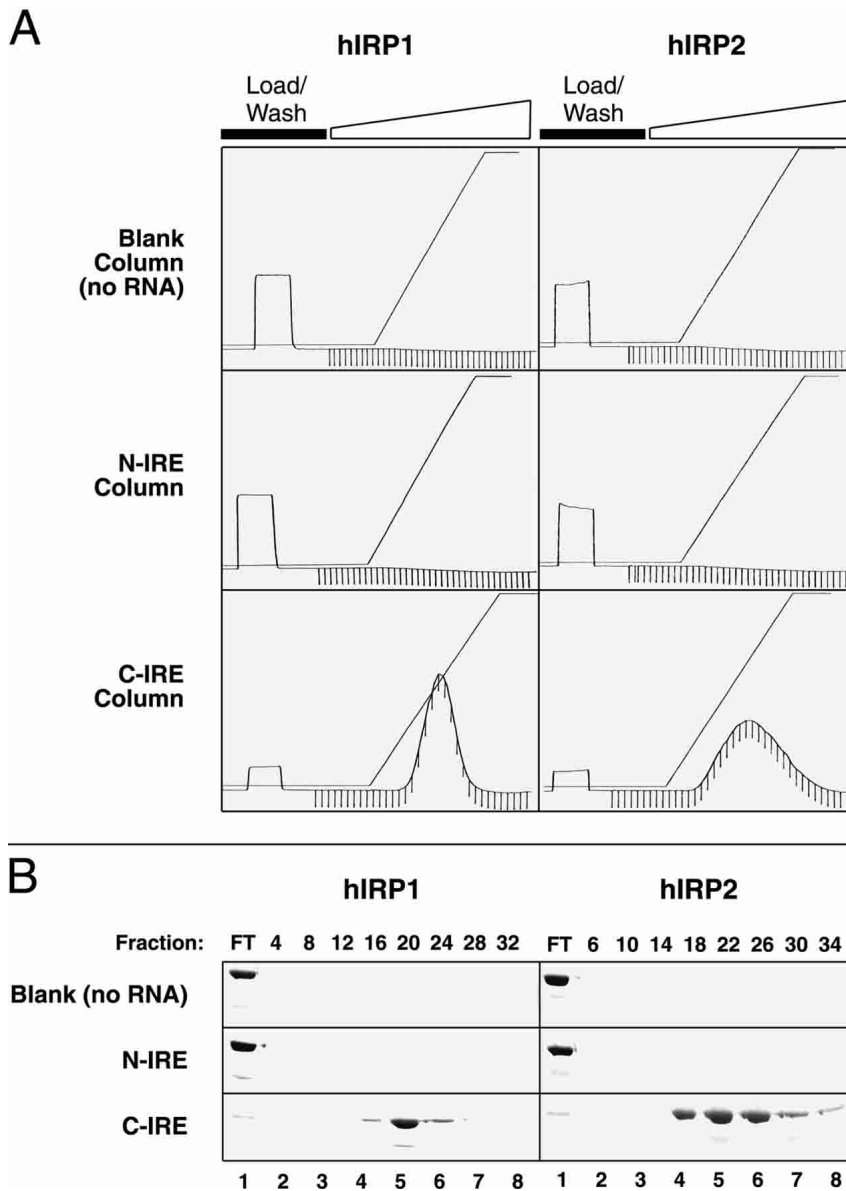 A
hIRP1 hIRP2
Load/ Load/
Wash Wash
Blank
Column
(no RNA)
N-IRE
Column
C-IRE
Column
B
hIRP1 hIRP2
Fraction: FT 4 8 12 16 20 24 28 32 FT 6 10 14 18 22 26 30 34
Blank (no RNA)
N-IRE
C-IRE
1 2 3 4 5 6 7 8 1 2 3 4 5 6 7 8